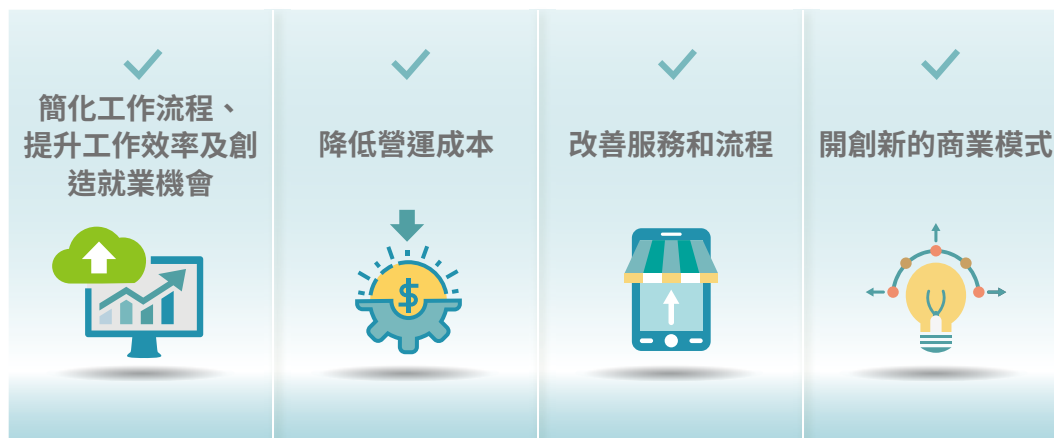 簡化工作流程、
提升工作效率及創
造就業機會
降低營運成本
$
改善服務和流程
開創新的商業模式